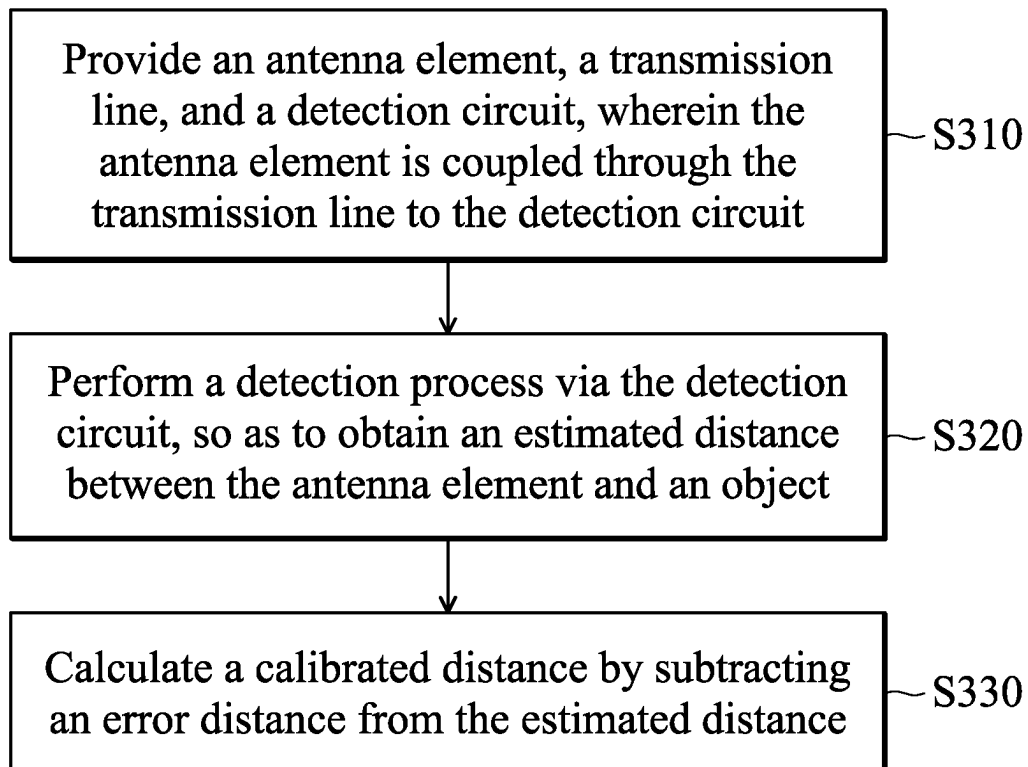 Provide an antenna element, a transmission
line, and a detection circuit, wherein the
antenna element is coupled through the
transmission line to the detection circuit
S310
Perform a detection process via the detection
circuit, so as to obtain an estimated distance
between the antenna element and an object
S320
Calculate a calibrated distance by subtracting
an error distance from the estimated distance
S330